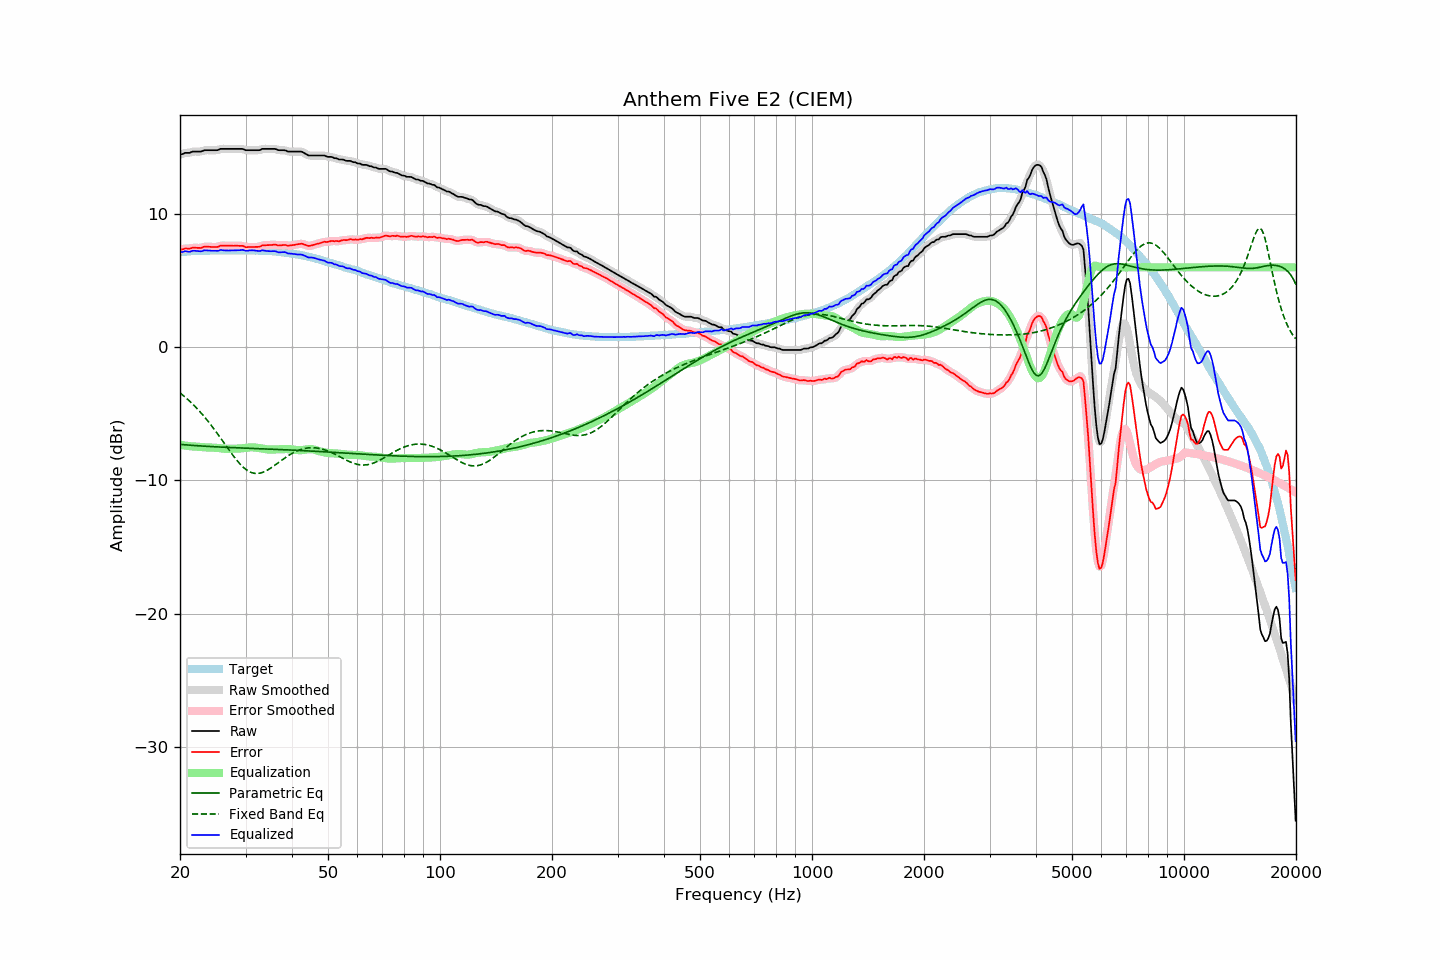 Anthem Five E2 (CIEM)
Amplitude (dBr)
10
0
−10
−20
−30
Target
Raw Smoothed
Error Smoothed
Raw
Error
Equalization
Parametric Eq
Fixed Band Eq
Equalized
20 50 100 200 500 1000 2000 5000 10000 20000
Frequency (Hz)